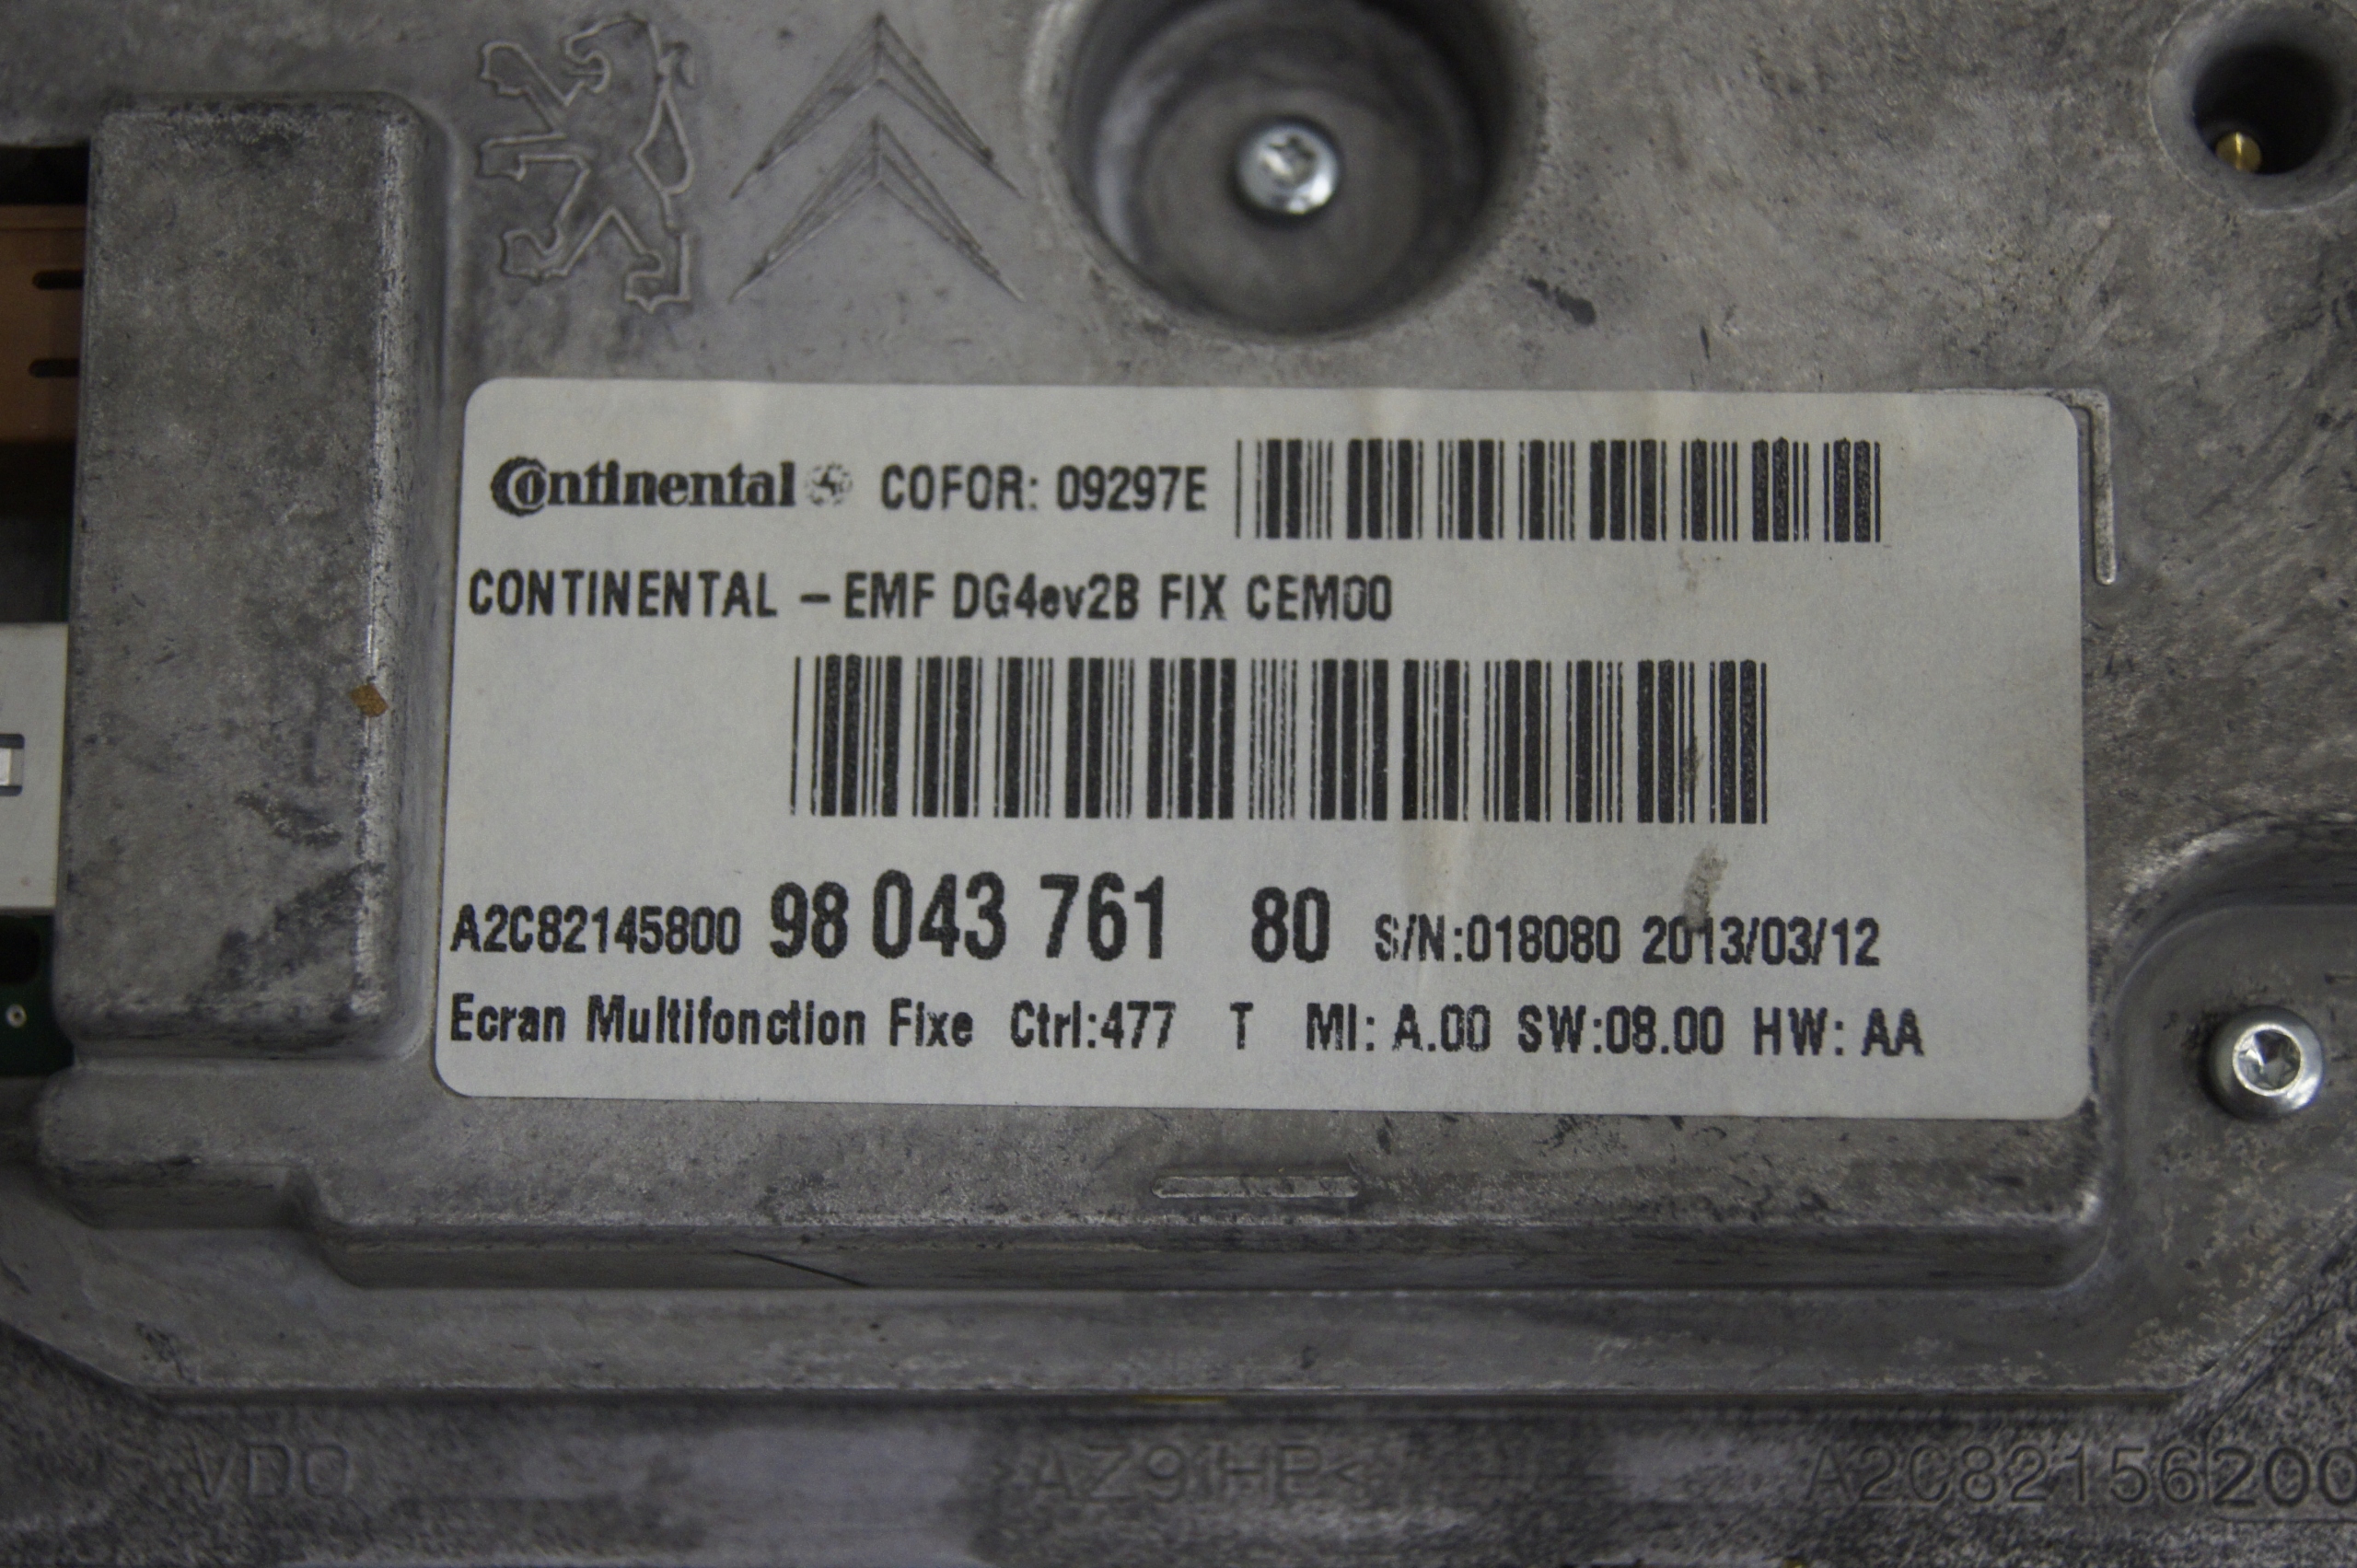 Continental COFOR: 09297E
CONTINENTAL - EMF DG4ev2B FIX CEM00
A2C82145800 98 043 761 80 S/N:018080 2013/03/12
Ecran Multifonction Fixe Ctrl:477 T MI: A.00 SW:08.00 HW: AA
VDO >AZ91HP< A2C82156200